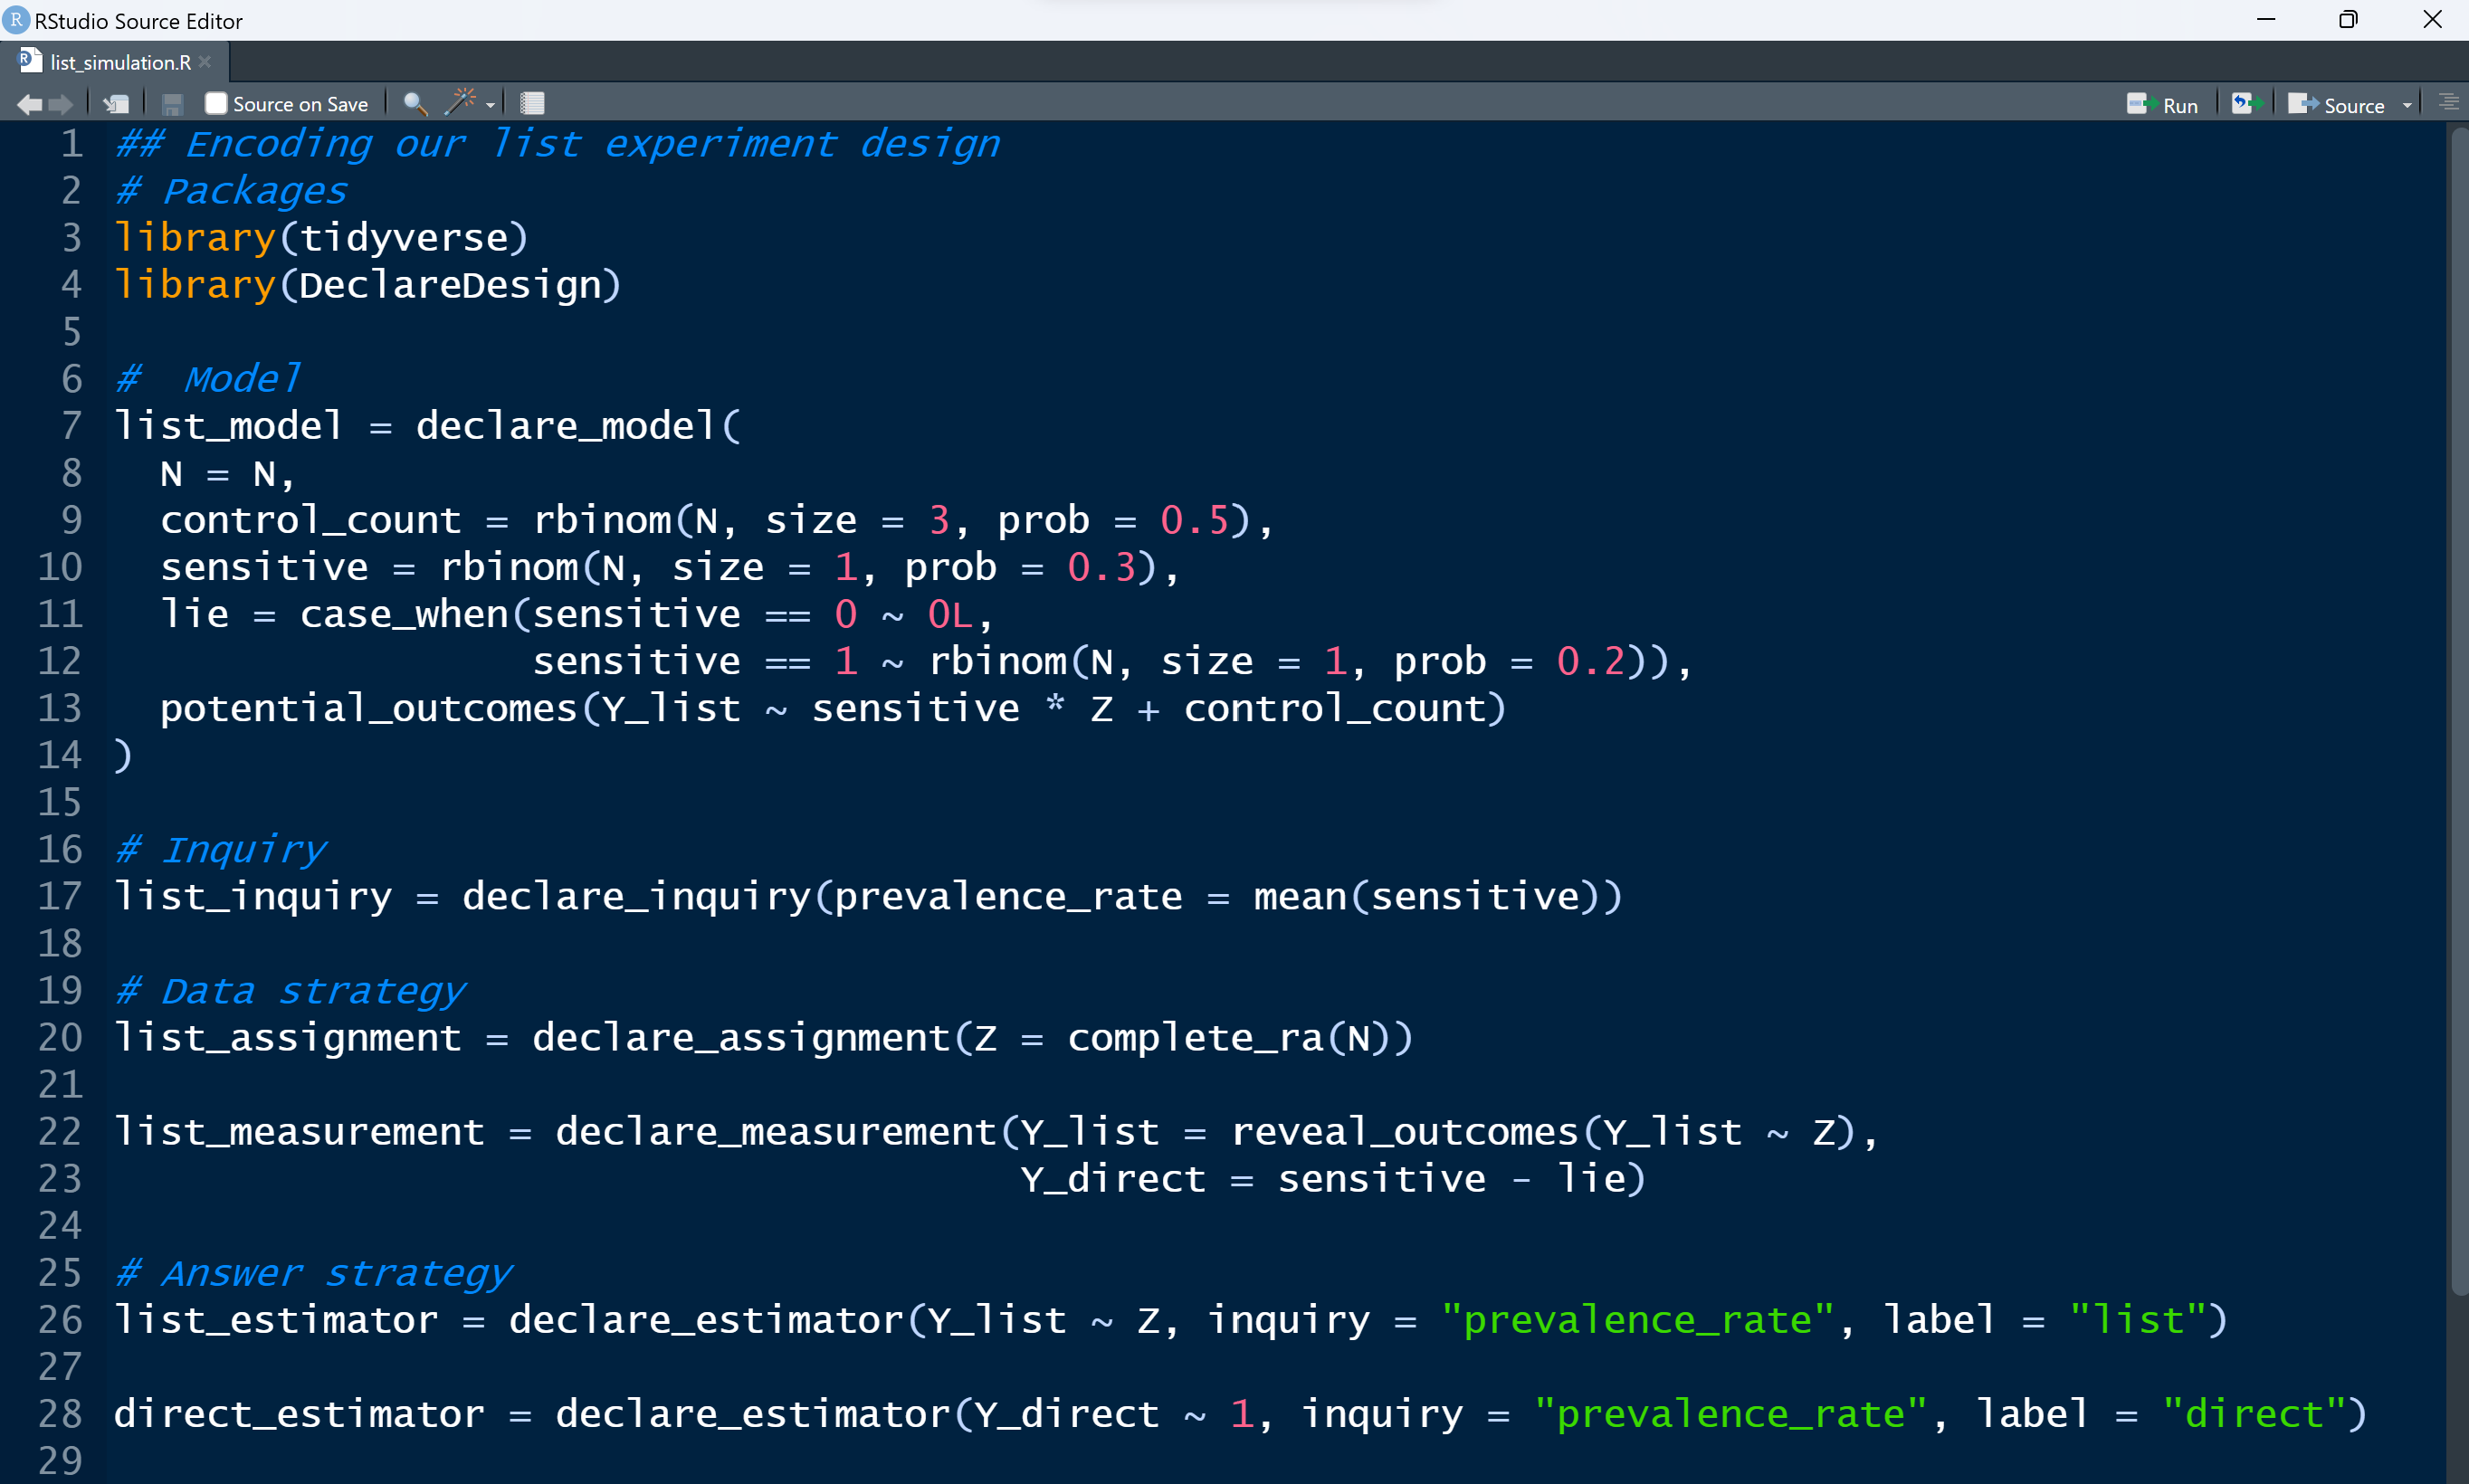 RStudio Source Editor
list_simulation.R
Source on Save Run Source
1 ## Encoding our list experiment design
2 # Packages
3 library(tidyverse)
4 library(DeclareDesign)
5
6 #  Model
7 list_model = declare_model(
8   N = N,
9   control_count = rbinom(N, size = 3, prob = 0.5),
10   sensitive = rbinom(N, size = 1, prob = 0.3),
11   lie = case_when(sensitive == 0 ~ 0L,
12                   sensitive == 1 ~ rbinom(N, size = 1, prob = 0.2)),
13   potential_outcomes(Y_list ~ sensitive * Z + control_count)
14 )
15
16 # Inquiry
17 list_inquiry = declare_inquiry(prevalence_rate = mean(sensitive))
18
19 # Data strategy
20 list_assignment = declare_assignment(Z = complete_ra(N))
21
22 list_measurement = declare_measurement(Y_list = reveal_outcomes(Y_list ~ Z),
23                                        Y_direct = sensitive - lie)
24
25 # Answer strategy
26 list_estimator = declare_estimator(Y_list ~ Z, inquiry = "prevalence_rate", label = "list")
27
28 direct_estimator = declare_estimator(Y_direct ~ 1, inquiry = "prevalence_rate", label = "direct")
29